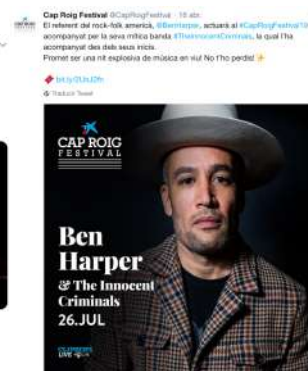 Cap Roig Festival @CapRoigFestival · 18 abr.
El referent del rock-folk americà, @BenHarper, actuarà al #CapRoigFestival19
acompanyat per la seva mítica banda #TheInnocentCriminals, la qual l'ha
acompanyat des dels seus inicis.
Promet ser una nit explosiva de música en viu! No t'ho perdis!
Traducir Tweet
CAP ROIG
FESTIVAL
Ben
Harper
& The Innocent
Criminals
26.JUL